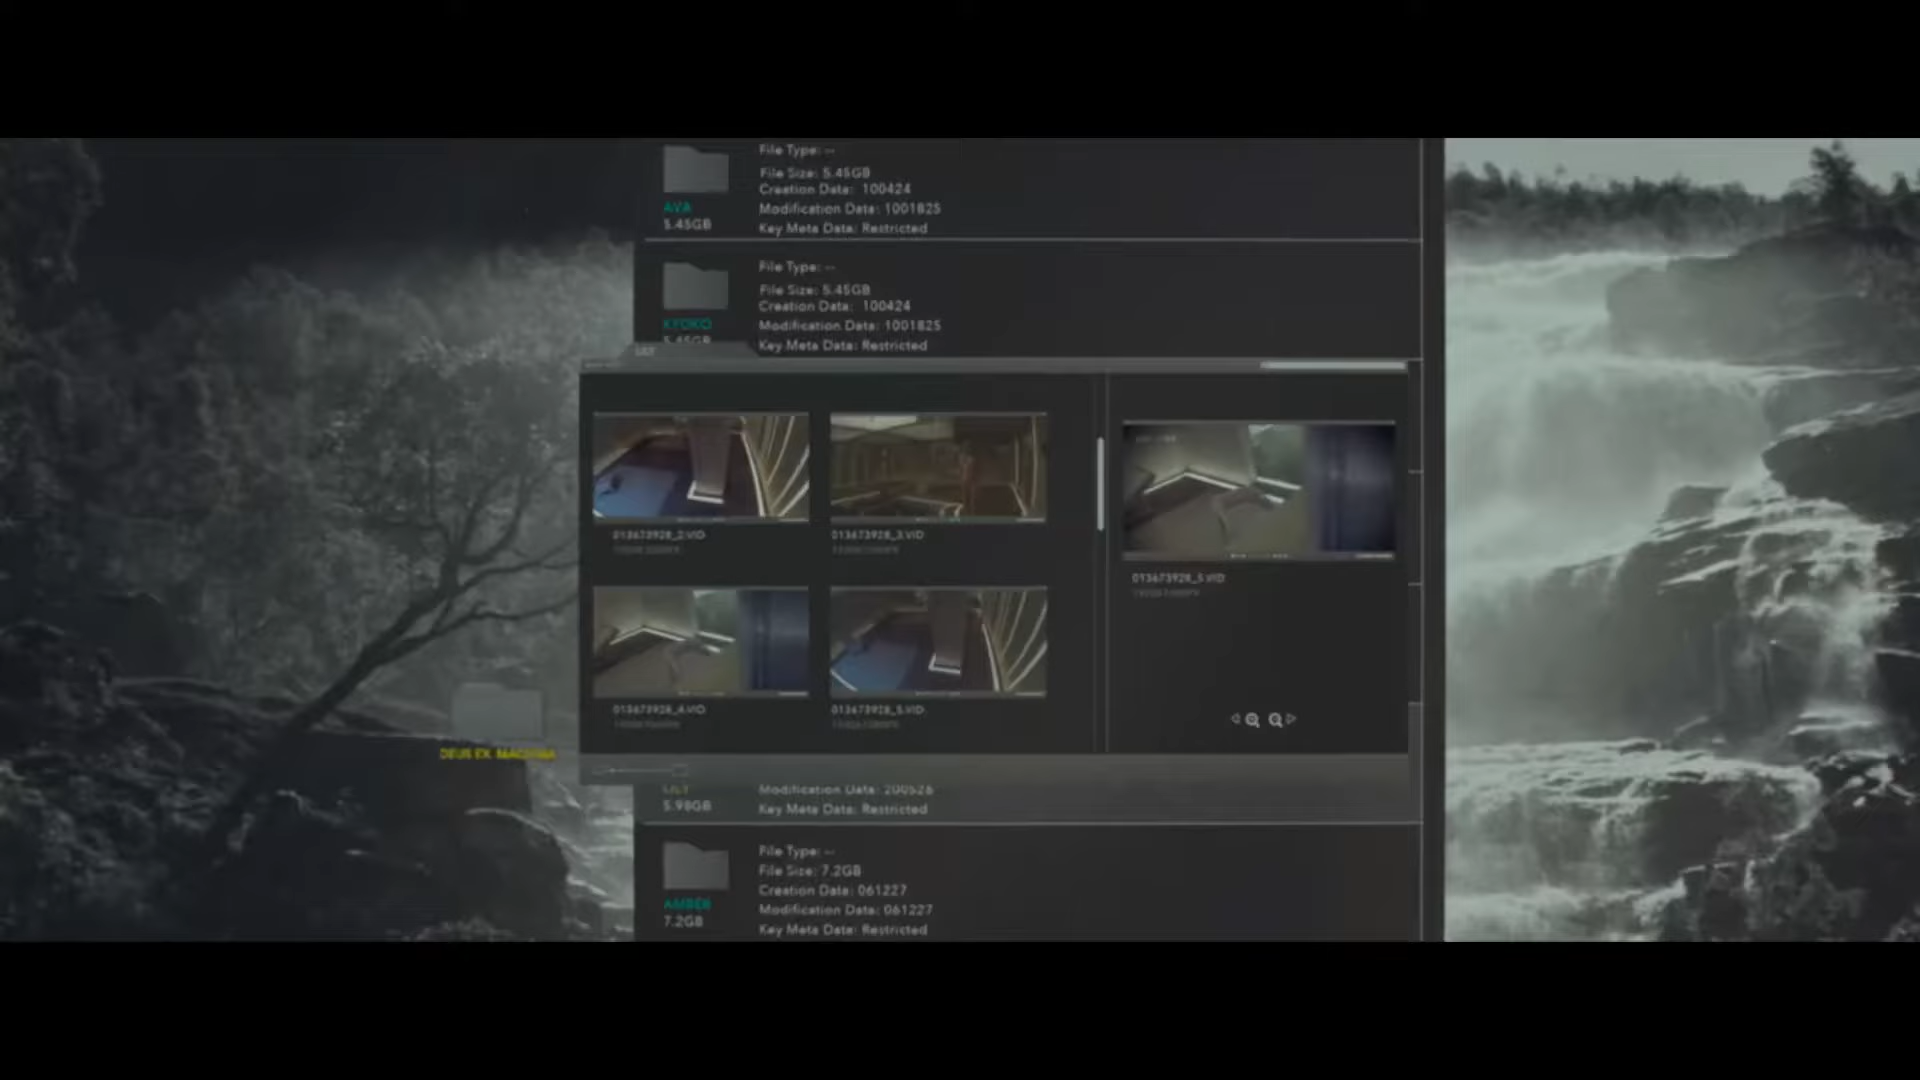 File Type: --
File Size: 5.45GB
Creation Data: 100424
AVA
Modification Data: 1001825
5.45GB
Key Meta Data: Restricted
File Type: --
File Size: 5.45GB
Creation Data: 100424
KYOKO
Modification Data: 1001825
5.45GB
Key Meta Data: Restricted
LILY
013673928_2.VID
013673928_3.VID
013673928_5.VID
013673928_4.VID
013673928_5.VID
DEUS EX MACHINA
LILY
Modification Data: 200526
5.98GB
Key Meta Data: Restricted
File Type: --
File Size: 7.2GB
Creation Data: 061227
AMBER
Modification Data: 061227
7.2GB
Key Meta Data: Restricted